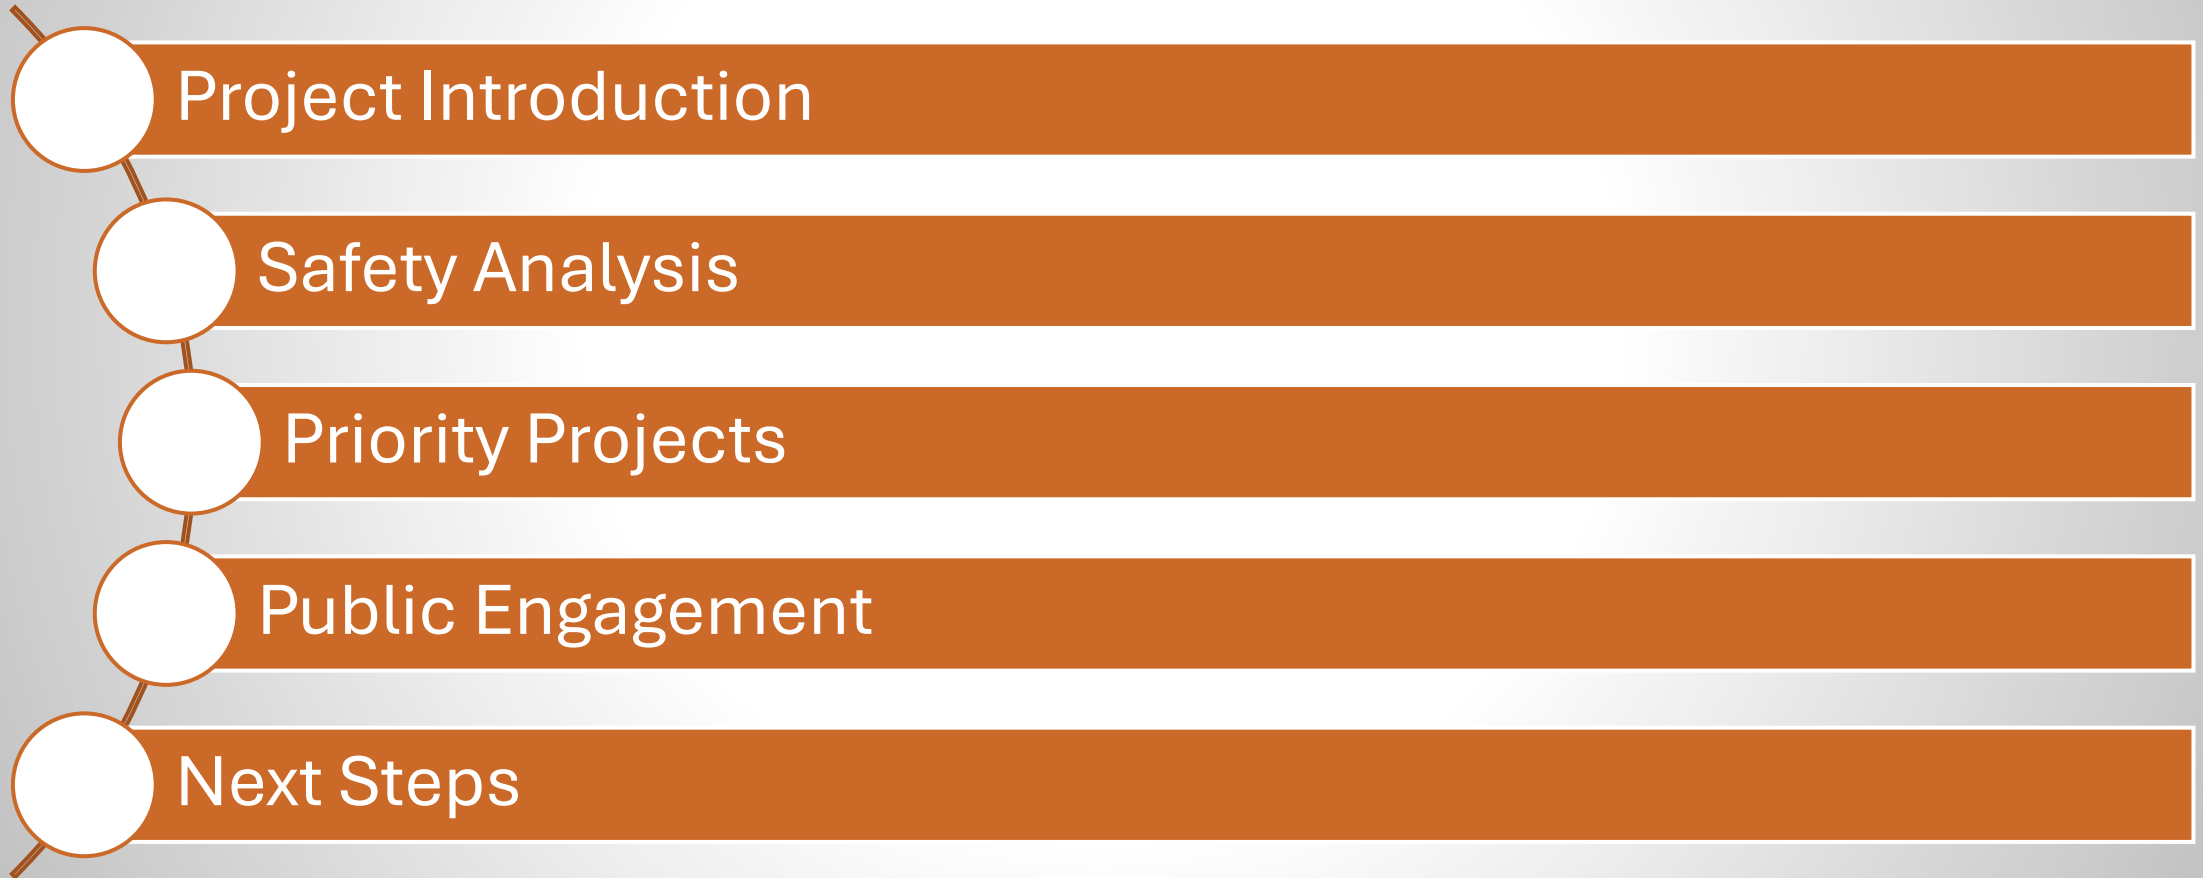 Project Introduction
Safety Analysis
Priority Projects
Public Engagement
Next Steps